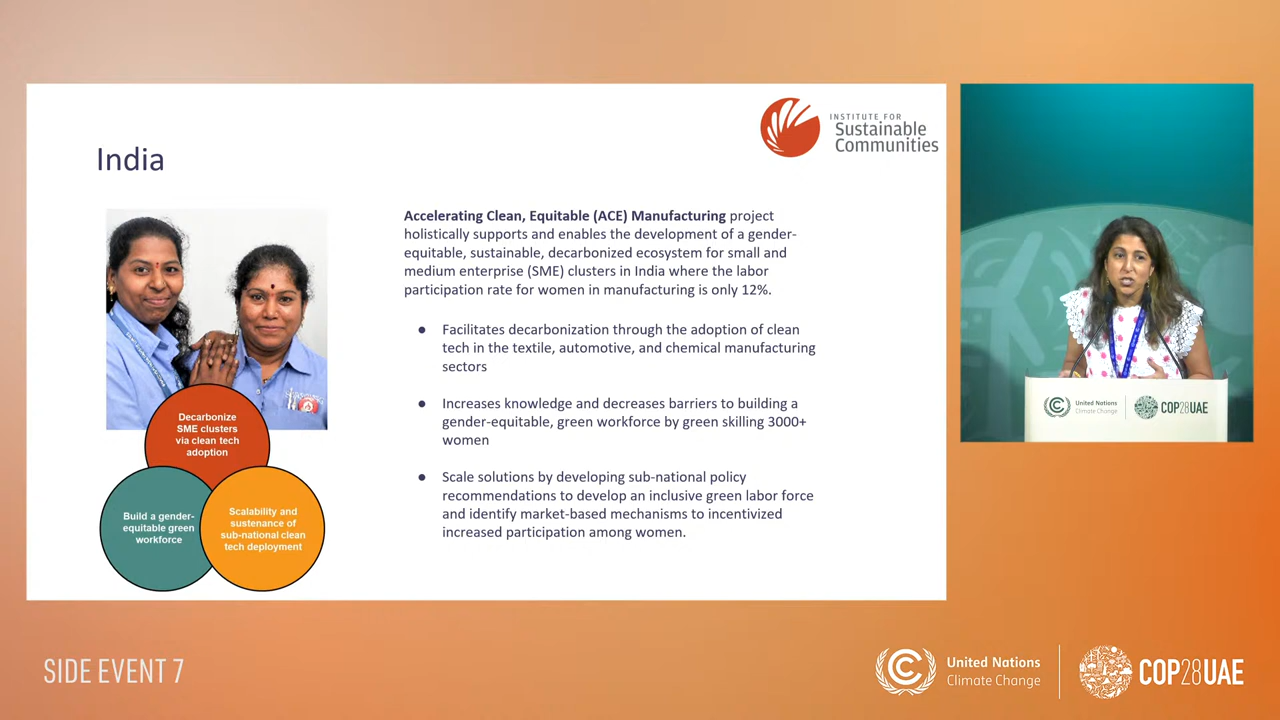 INSTITUTE FOR
Sustainable
Communities
India
Accelerating Clean, Equitable (ACE) Manufacturing project
holistically supports and enables the development of a gender-
equitable, sustainable, decarbonized ecosystem for small and
medium enterprise (SME) clusters in India where the labor
participation rate for women in manufacturing is only 12%.
● Facilitates decarbonization through the adoption of clean
tech in the textile, automotive, and chemical manufacturing
sectors
● Increases knowledge and decreases barriers to building a
gender-equitable, green workforce by green skilling 3000+
women
● Scale solutions by developing sub-national policy
recommendations to develop an inclusive green labor force
and identify market-based mechanisms to incentivized
increased participation among women.
Decarbonize
SME clusters
via clean tech
adoption
Build a gender-
equitable green
workforce
Scalability and
sustenance of
sub-national clean
tech deployment
United Nations
Climate Change
COP28UAE
SIDE EVENT 7
United Nations
Climate Change
COP28UAE